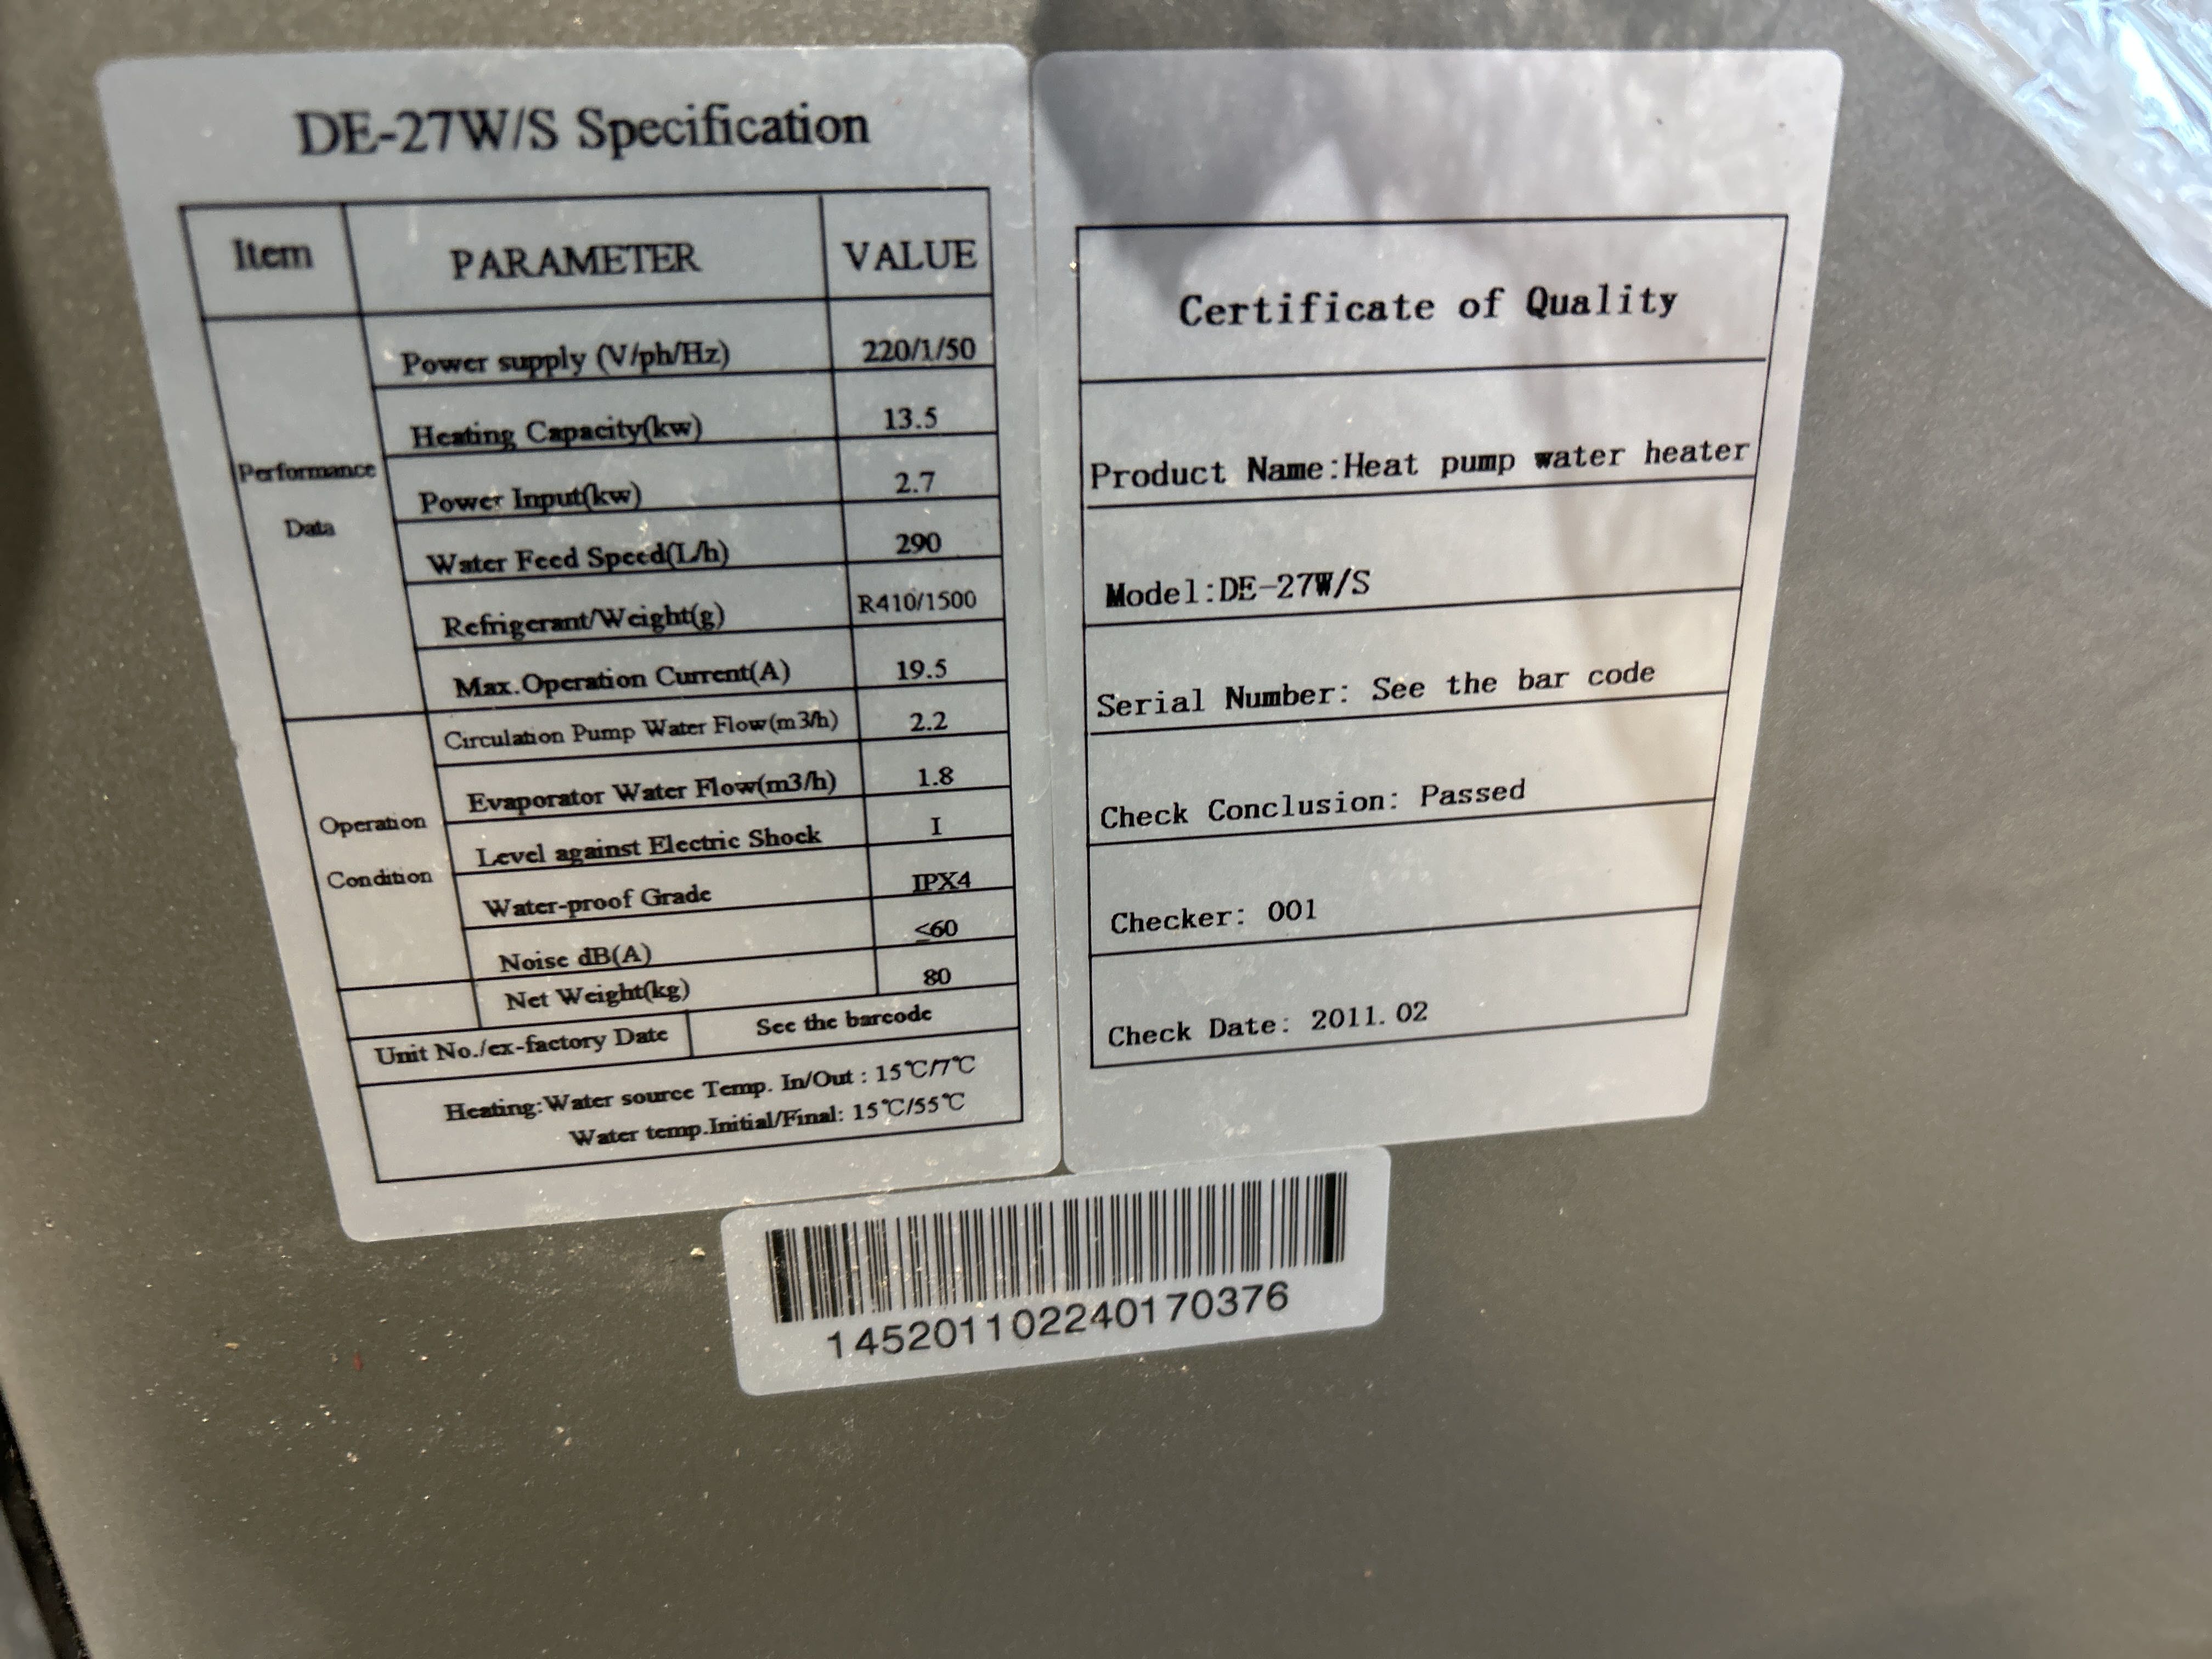 DE-27W/S Specification
Item PARAMETER VALUE
Performance Data
Power supply (V/ph/Hz) 220/1/50
Heating Capacity(kw) 13.5
Power Input(kw) 2.7
Water Feed Speed(L/h) 290
Refrigerant/Weight(g) R410/1500
Max.Operation Current(A) 19.5
Operation Condition
Circulation Pump Water Flow(m3/h) 2.2
Evaporator Water Flow(m3/h) 1.8
Level against Electric Shock I
Water-proof Grade IPX4
Noise dB(A) ≤60
Net Weight(kg) 80
Unit No./ex-factory Date See the barcode
Heating:Water source Temp. In/Out : 15℃/7℃
Water temp.Initial/Final: 15℃/55℃
Certificate of Quality
Product Name:Heat pump water heater
Model:DE-27W/S
Serial Number: See the bar code
Check Conclusion: Passed
Checker: 001
Check Date: 2011.02
145201102240170376